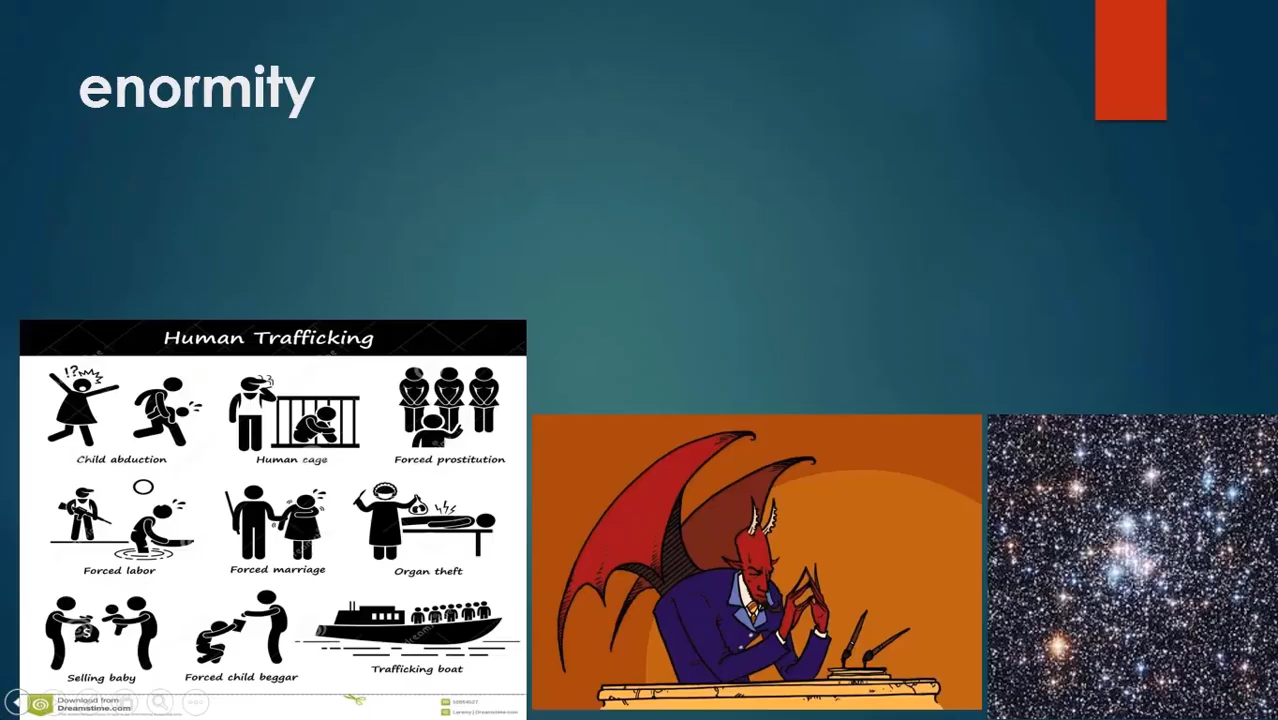 enormity
Human Trafficking
!?
Child abduction
Human cage
Forced prostitution
Forced labor
Forced marriage
Organ theft
$
Selling baby
Forced child beggar
Trafficking boat
Download from
Dreamstime.com